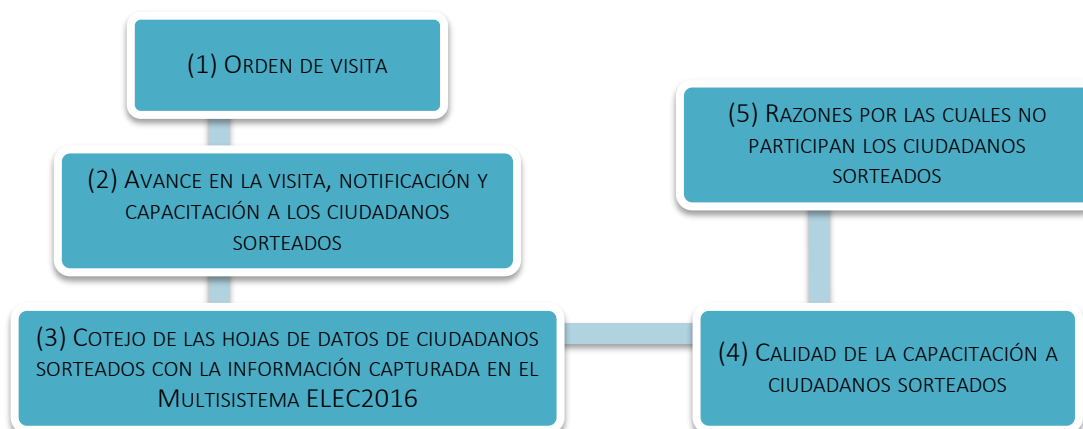 (1) Orden de visita
(2) Avance en la visita, notificación y
capacitación a los ciudadanos
sorteados
(3) Cotejo de las hojas de datos de ciudadanos
sorteados con la información capturada en el
Multisistema ELEC2016
(4) Calidad de la capacitación a
ciudadanos sorteados
(5) Razones por las cuales no
participan los ciudadanos
sorteados